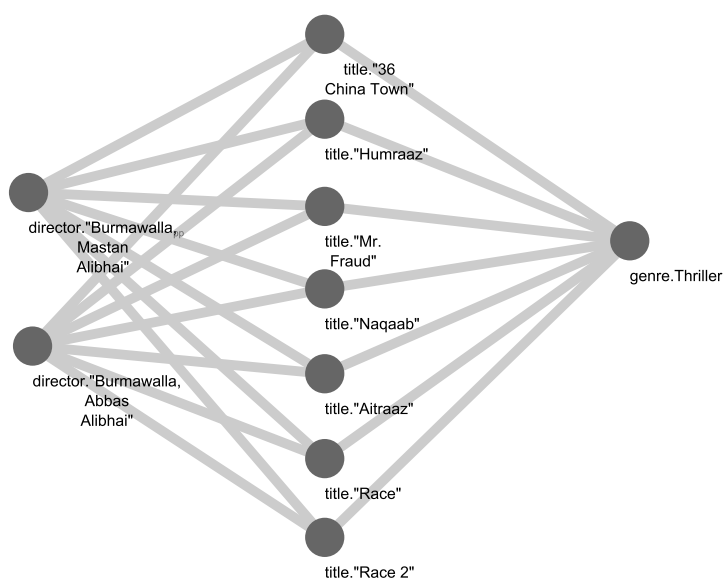 title."36
China Town"
title."Humraaz"
director."Burmawalla,
Mastan
Alibhai"
title."Mr.
Fraud"
genre.Thriller
title."Naqaab"
director."Burmawalla,
Abbas
Alibhai"
title."Aitraaz"
title."Race"
title."Race 2"